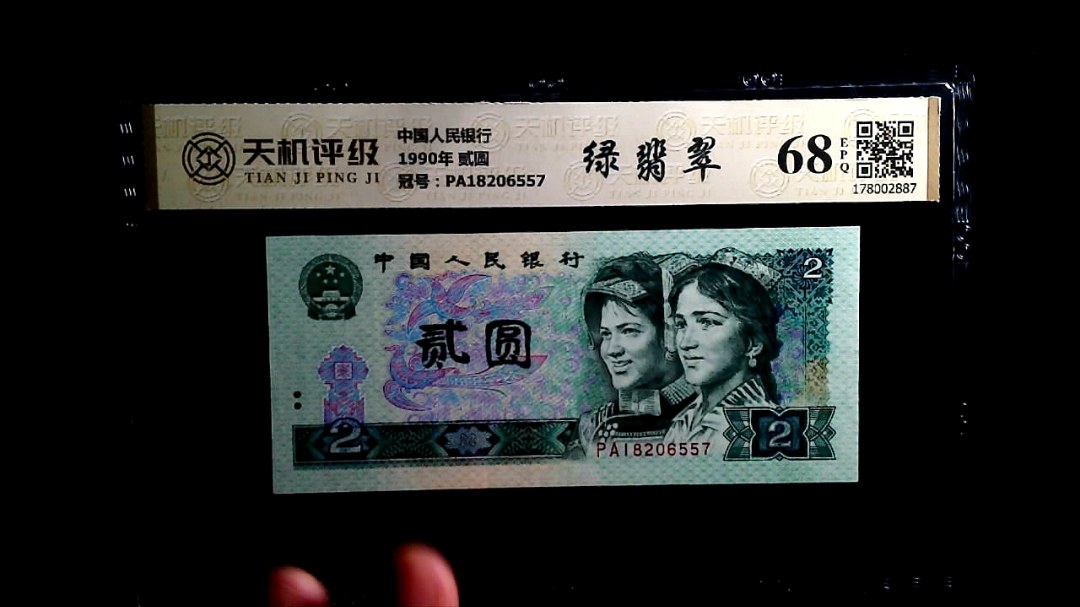 天机评级
TIAN JI PING JI
中国人民银行
1990年 贰圆
冠号：PA18206557
绿翡翠
68
EPQ
178002887
中国人民银行
2
贰圆
2
PA18206557
2